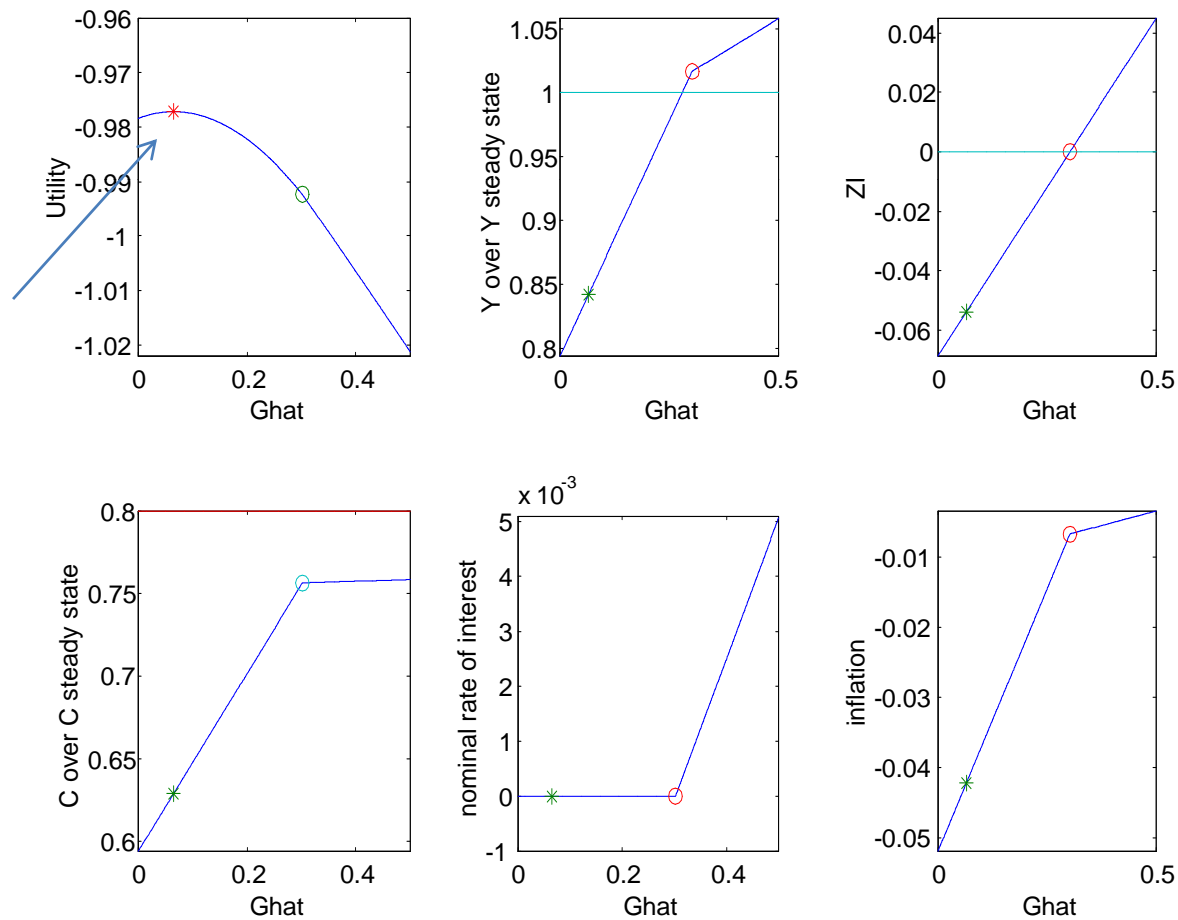 -0.96
-0.97
-0.98
-0.99
-1
-1.01
-1.02
Utility
0 0.2 0.4
Ghat
1.05
1
0.95
0.9
0.85
0.8
Y over Y steady state
0 0.5
Ghat
0.04
0.02
0
-0.02
-0.04
-0.06
ZI
0 0.5
Ghat
0.8
0.75
0.7
0.65
0.6
C over C steady state
0 0.2 0.4
Ghat
x 10-3
5
4
3
2
1
0
-1
nominal rate of interest
0 0.2 0.4
Ghat
-0.01
-0.02
-0.03
-0.04
-0.05
inflation
0 0.5
Ghat